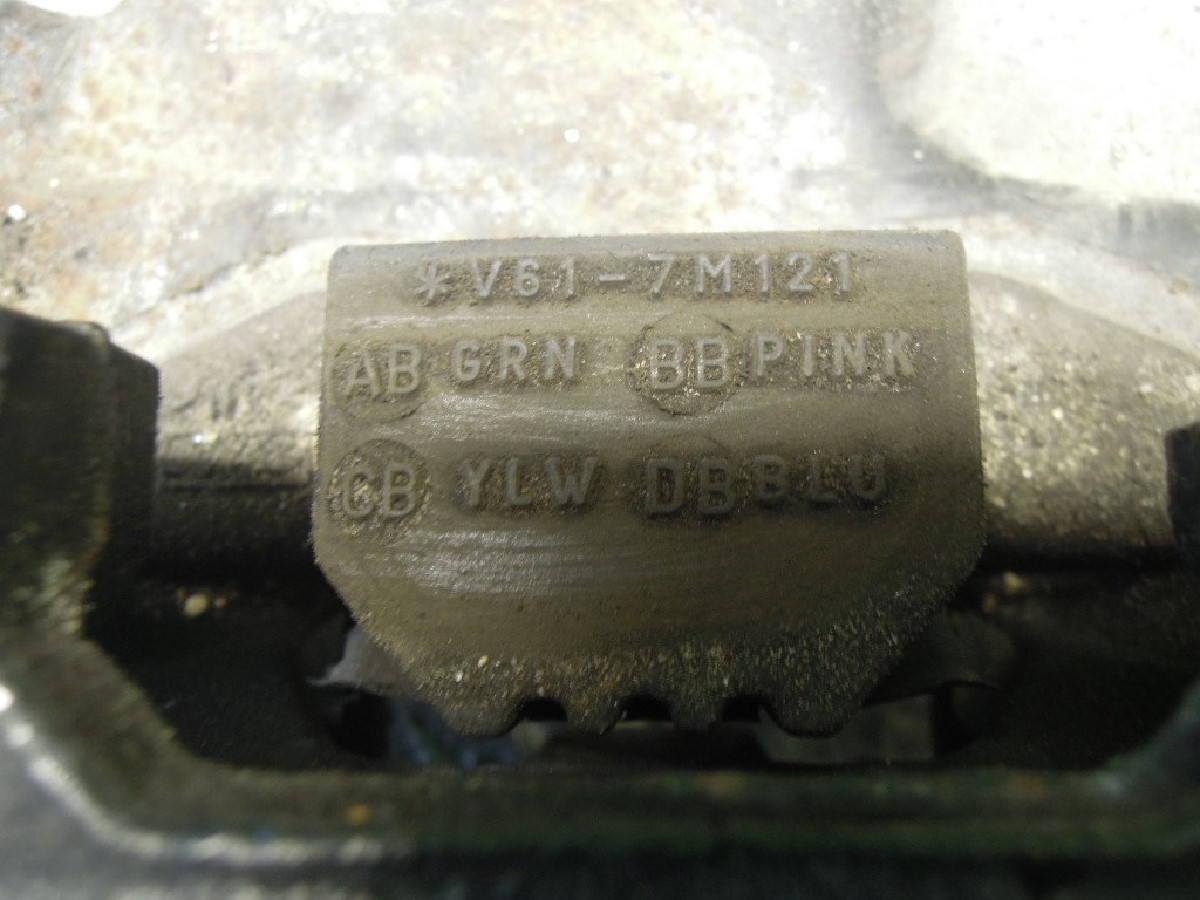 *V61-7M121
AB GRN BB PINK
CB YLW DB BLU